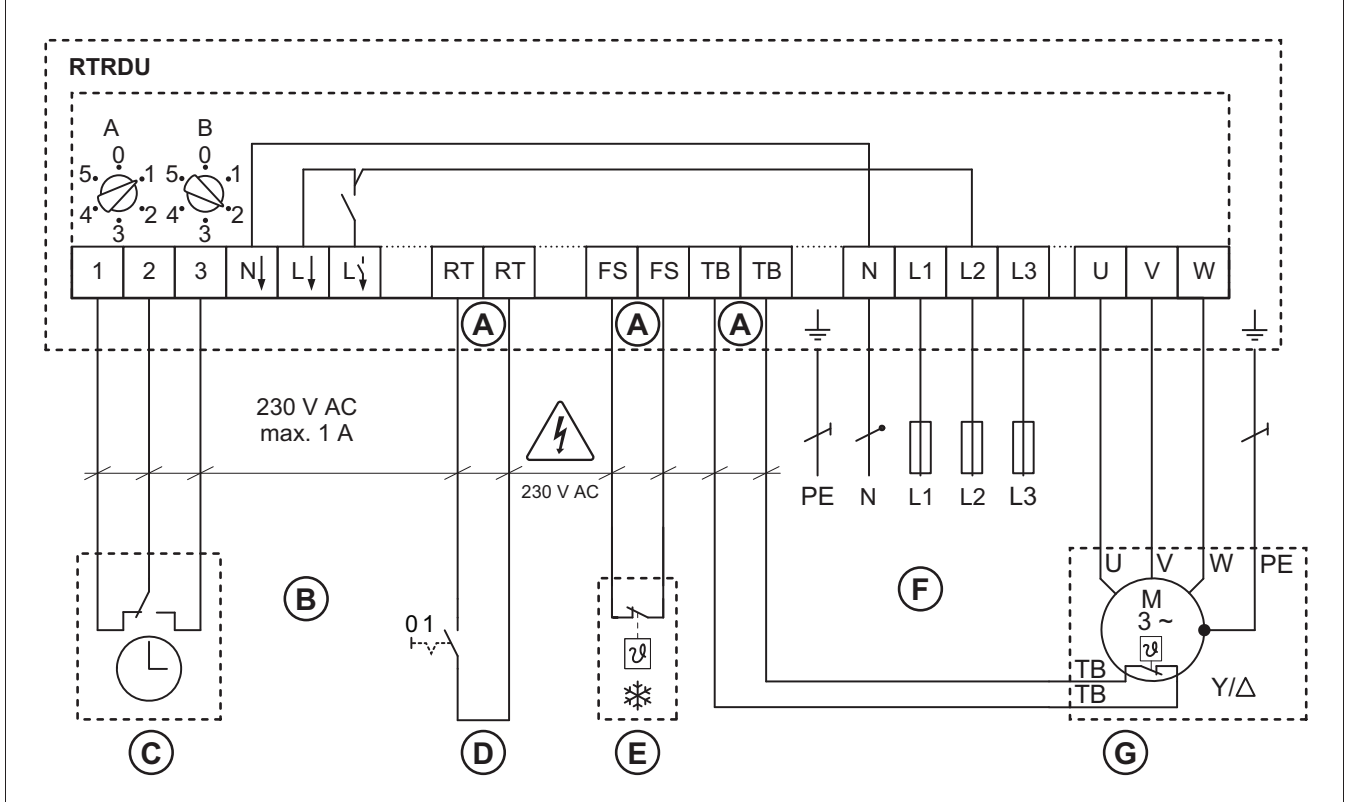 RTRDU
A B
0 0
5 1 5 1
4 2 4 2
3 3
1 2 3 N L L RT RT FS FS TB TB N L1 L2 L3 U V W
A A A
230 V AC
max. 1 A
230 V AC
PE N L1 L2 L3
U V W PE
B F
M
3 ~
0 1
ϑ ϑ
TB
TB
Y/△
C D E G